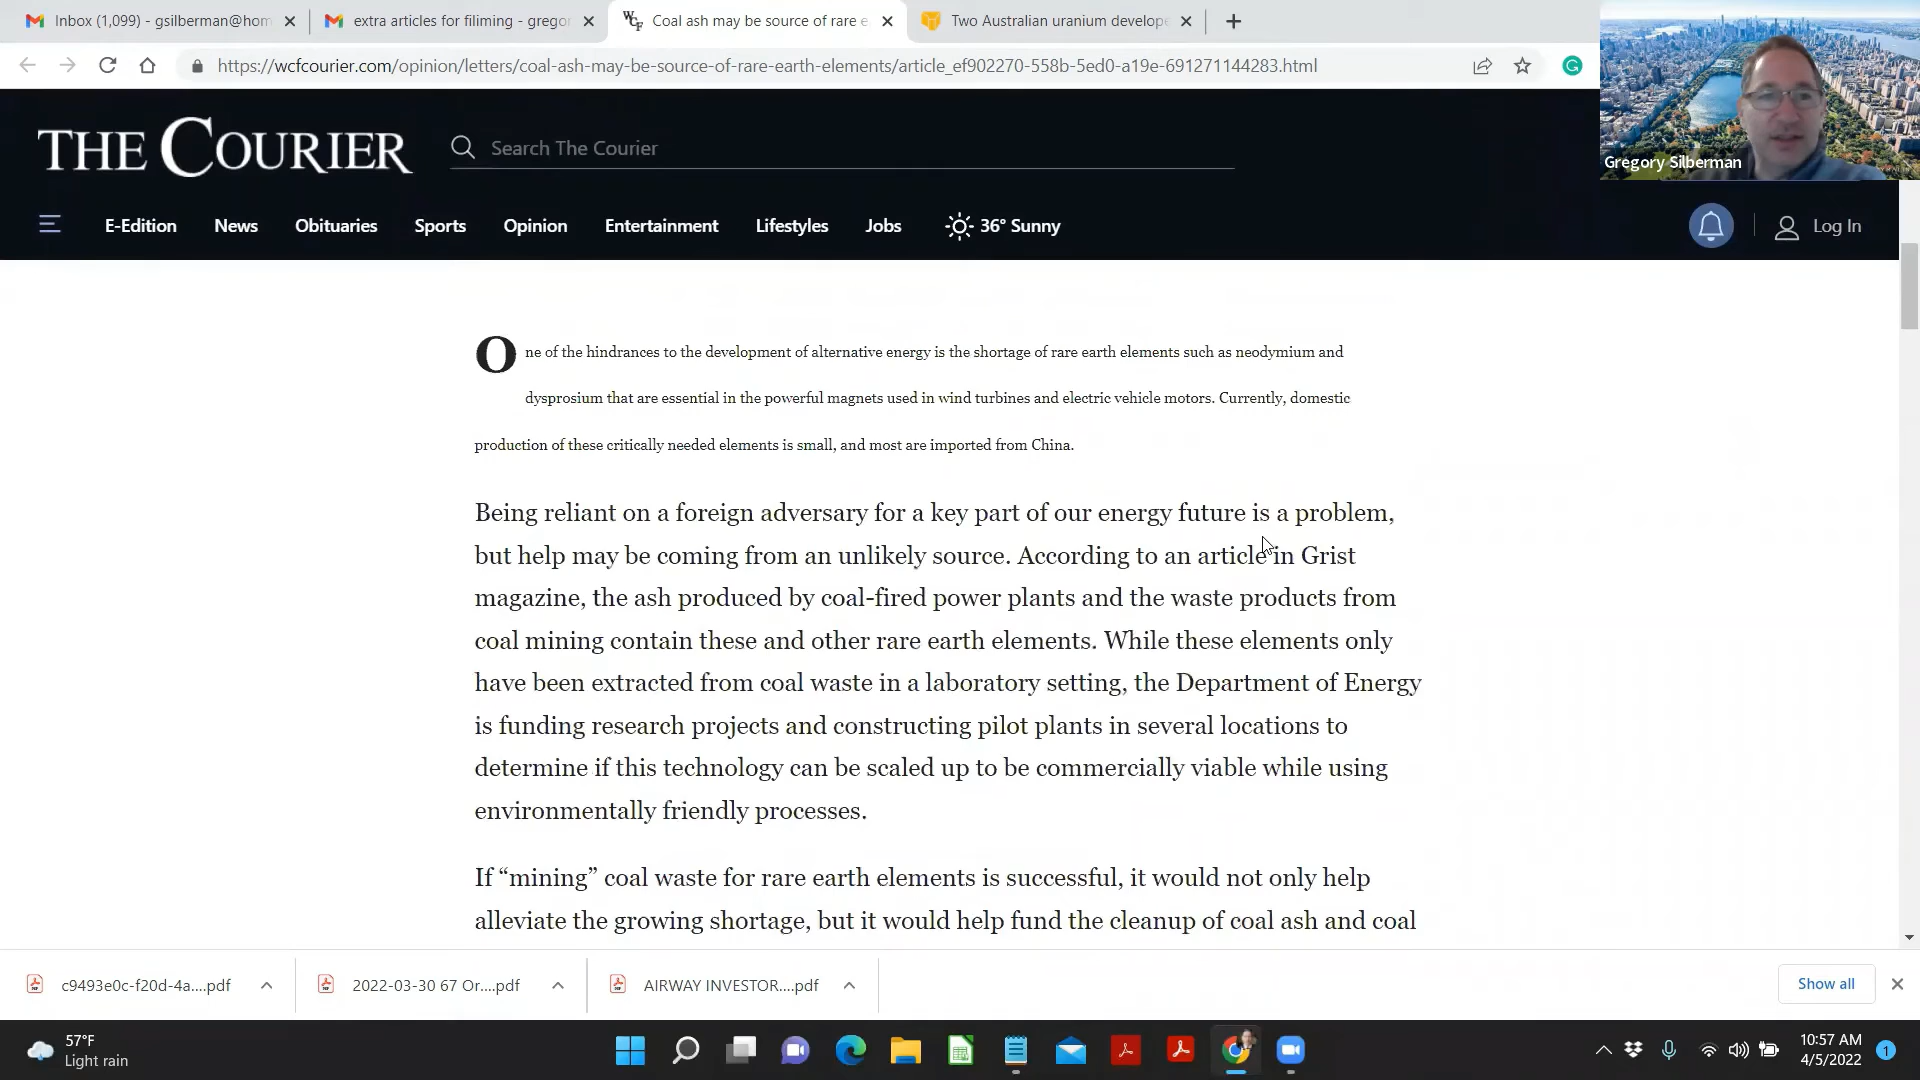 Inbox (1,099) - gsilberman@hom
extra articles for filiming - grego
Coal ash may be source of rare e
Two Australian uranium develope
https://wcfcourier.com/opinion/letters/coal-ash-may-be-source-of-rare-earth-elements/article_ef902270-558b-5ed0-a19e-691271144283.html
Gregory Silberman
THE COURIER
Search The Courier
E-Edition News Obituaries Sports Opinion Entertainment Lifestyles Jobs 36° Sunny Log In
One of the hindrances to the development of alternative energy is the shortage of rare earth elements such as neodymium and
dysprosium that are essential in the powerful magnets used in wind turbines and electric vehicle motors. Currently, domestic
production of these critically needed elements is small, and most are imported from China.
Being reliant on a foreign adversary for a key part of our energy future is a problem,
but help may be coming from an unlikely source. According to an article in Grist
magazine, the ash produced by coal-fired power plants and the waste products from
coal mining contain these and other rare earth elements. While these elements only
have been extracted from coal waste in a laboratory setting, the Department of Energy
is funding research projects and constructing pilot plants in several locations to
determine if this technology can be scaled up to be commercially viable while using
environmentally friendly processes.
If “mining” coal waste for rare earth elements is successful, it would not only help
alleviate the growing shortage, but it would help fund the cleanup of coal ash and coal
c9493e0c-f20d-4a....pdf
2022-03-30 67 Or....pdf
AIRWAY INVESTOR....pdf
Show all
57°F
Light rain
10:57 AM
4/5/2022
1